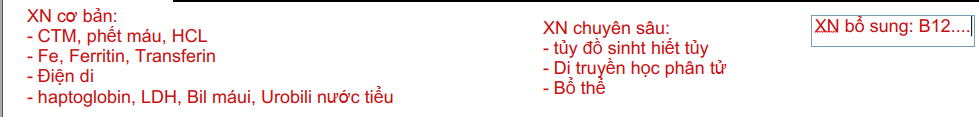 XN cơ bản:
- CTM, phết máu, HCL
- Fe, Ferritin, Transferin
- Điện di
- haptoglobin, LDH, Bil máui, Urobili nước tiểu
XN chuyên sâu:
- tủy đồ sinht hiết tủy
- Di truyền học phân tử
- Bổ thể
XN bổ sung: B12....